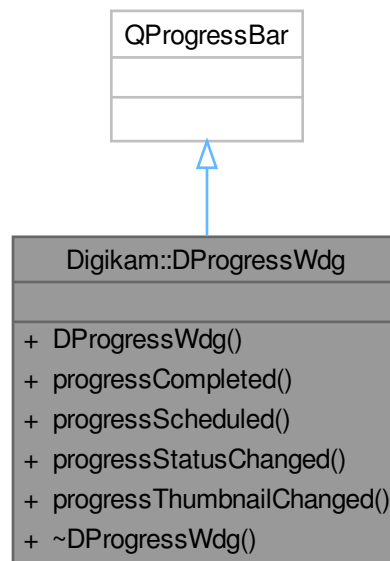 QProgressBar
Digikam::DProgressWdg
+ DProgressWdg()
+ progressCompleted()
+ progressScheduled()
+ progressStatusChanged()
+ progressThumbnailChanged()
+ ~DProgressWdg()